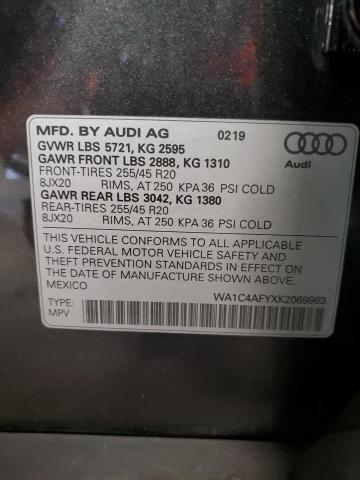 MFD. BY AUDI AG 0219
GVWR LBS 5721, KG 2595
GAWR FRONT LBS 2888, KG 1310
FRONT-TIRES 255/45 R20
8JX20 RIMS, AT 250 KPA 36 PSI COLD
GAWR REAR LBS 3042, KG 1380
REAR-TIRES 255/45 R20
8JX20 RIMS, AT 250 KPA 36 PSI COLD
Audi
THIS VEHICLE CONFORMS TO ALL APPLICABLE
U.S. FEDERAL MOTOR VEHICLE SAFETY AND
THEFT PREVENTION STANDARDS IN EFFECT ON
THE DATE OF MANUFACTURE SHOWN ABOVE.
MEXICO
TYPE: WA1C4AFYXK2069963
MPV